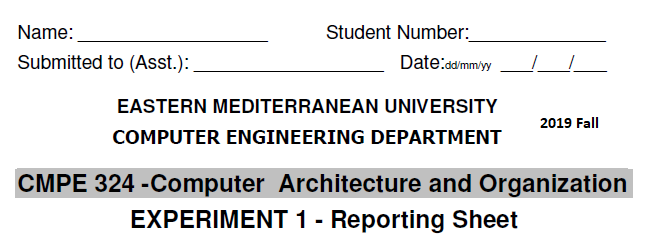 Name: ___________________ Student Number:______________
Submitted to (Asst.): ___________________ Date:dd/mm/yy ___/___/___
EASTERN MEDITERRANEAN UNIVERSITY
2019 Fall
COMPUTER ENGINEERING DEPARTMENT
CMPE 324 -Computer Architecture and Organization
EXPERIMENT 1 - Reporting Sheet